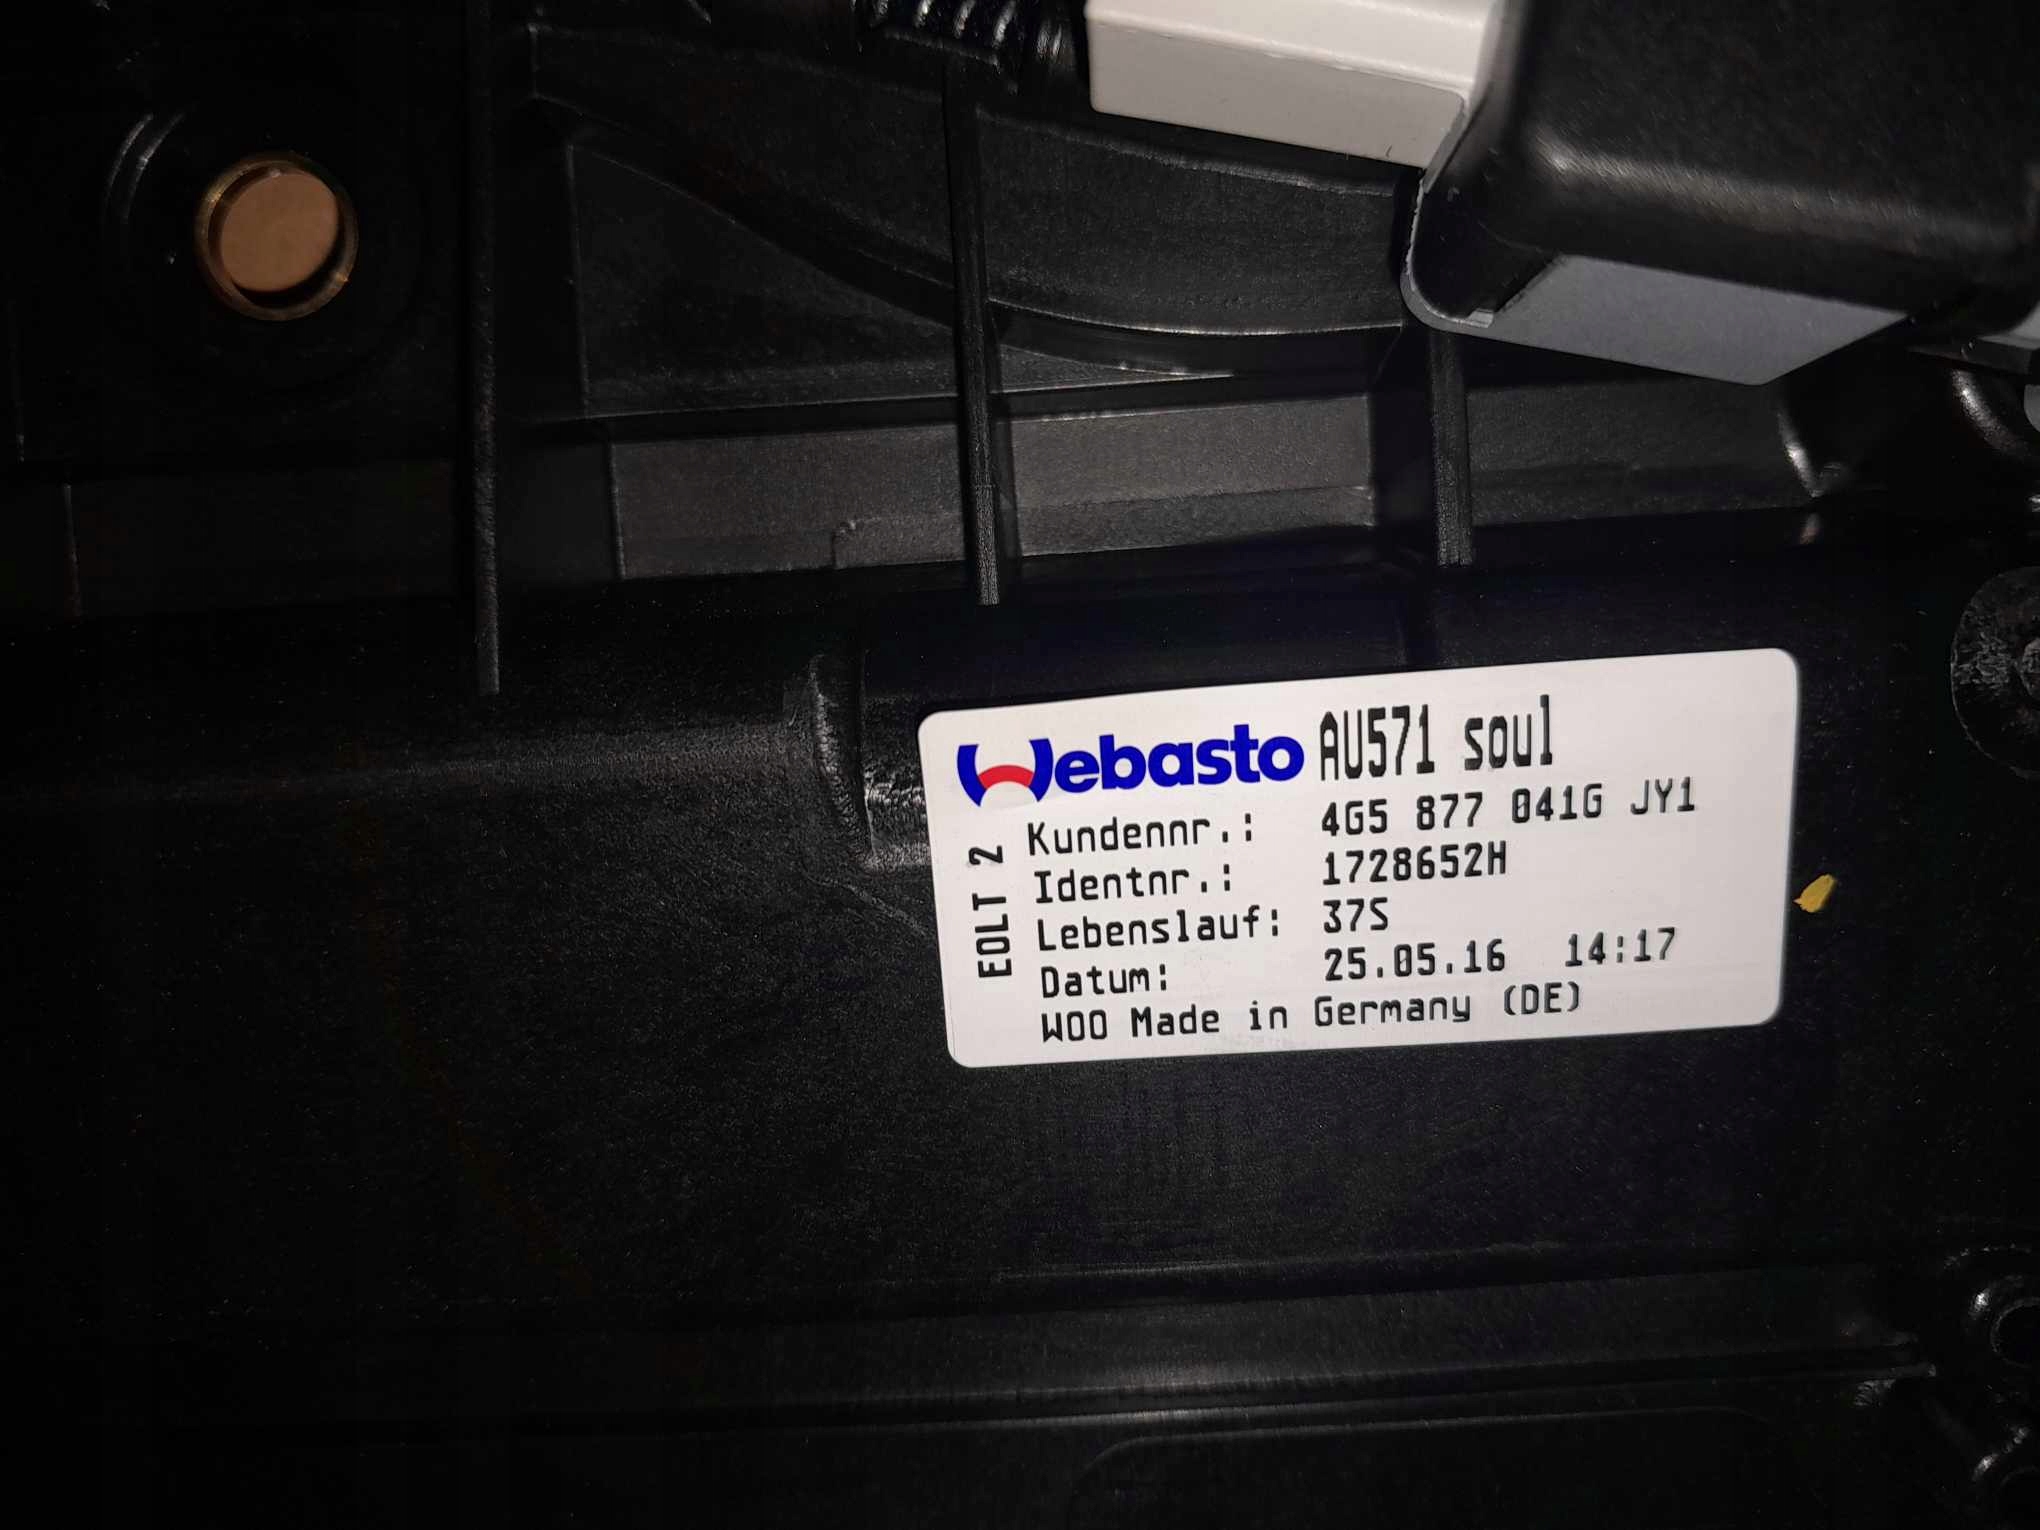 Webasto AU571 soul
Kundennr.: 4G5 877 041G JY1
Identnr.: 1728652H
Lebenslauf: 37S
Datum: 25.05.16 14:17
W00 Made in Germany (DE)
EOLT 2